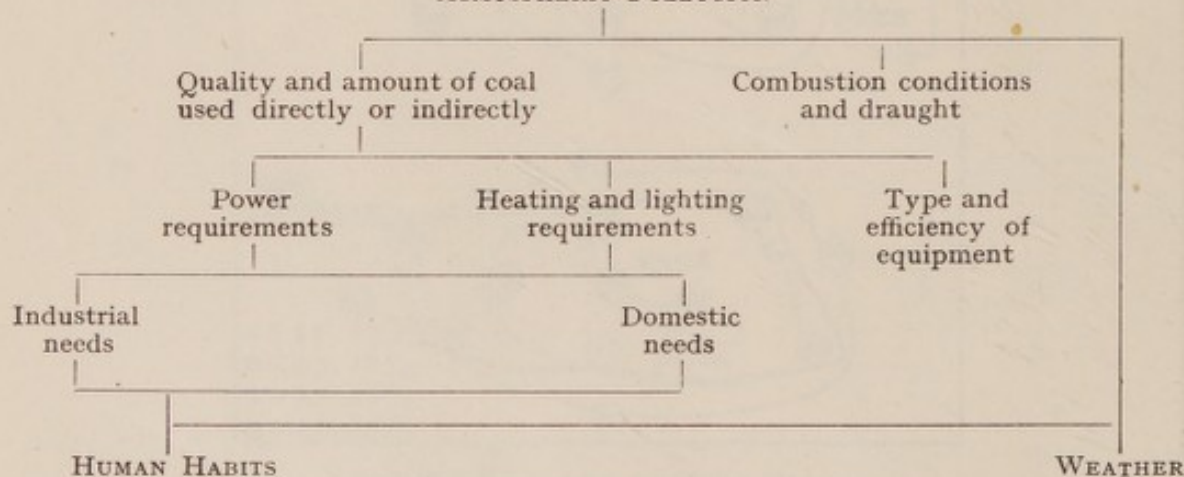 Quality and amount of coal
used directly or indirectly
Combustion conditions
and draught
Power
requirements
Heating and lighting
requirements
Type and
efficiency of
equipment
Industrial
needs
Domestic
needs
HUMAN HABITS
WEATHER